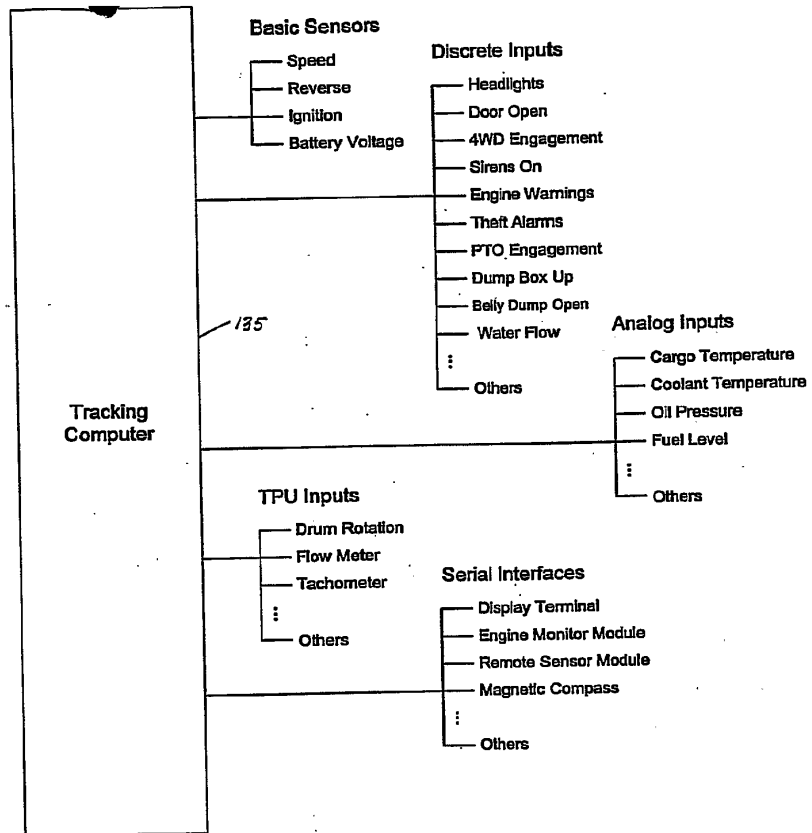 Basic Sensors
Speed
Reverse
Ignition
Battery Voltage
Discrete Inputs
Headlights
Door Open
4WD Engagement
Sirens On
Engine Warnings
Theft Alarms
PTO Engagement
Dump Box Up
Belly Dump Open
Water Flow
Others
135
Tracking
Computer
Analog Inputs
Cargo Temperature
Coolant Temperature
Oil Pressure
Fuel Level
Others
TPU Inputs
Drum Rotation
Flow Meter
Tachometer
Others
Serial Interfaces
Display Terminal
Engine Monitor Module
Remote Sensor Module
Magnetic Compass
Others